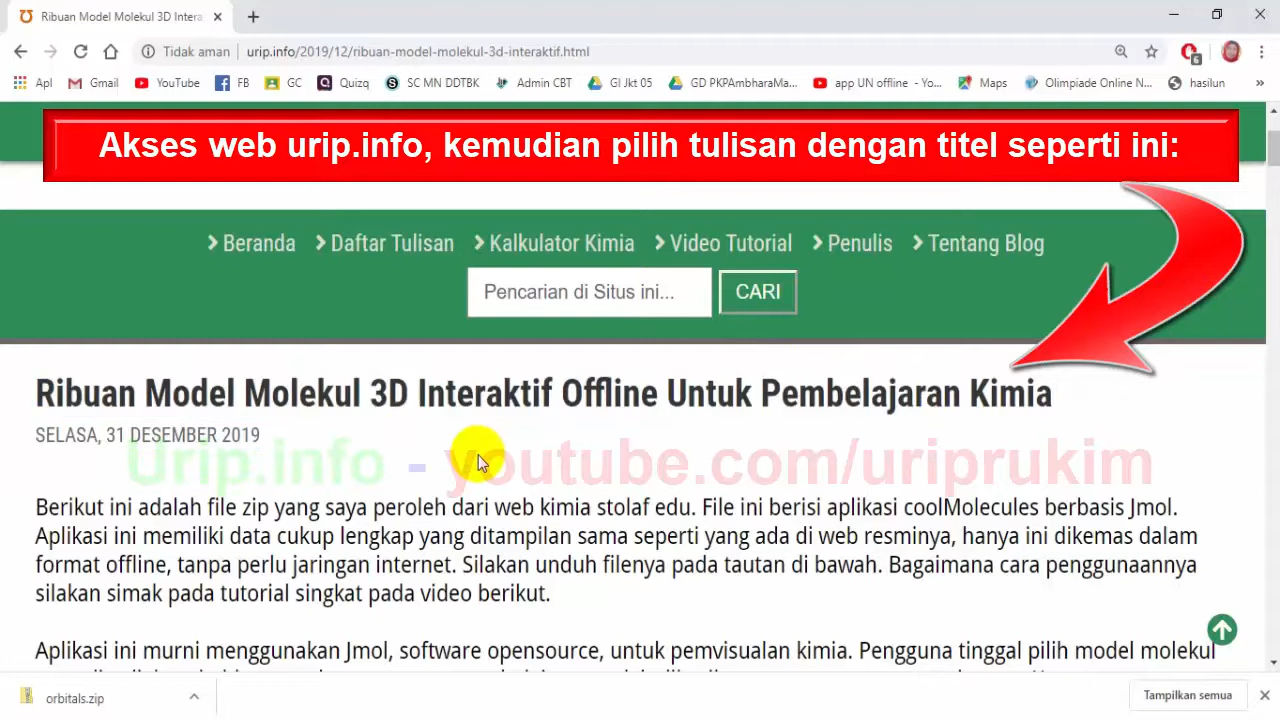 Ribuan Model Molekul 3D Intera
Tidak aman | urip.info/2019/12/ribuan-model-molekul-3d-interaktif.html
6
Apl Gmail YouTube FB GC Quizq SC MN DDTBK Admin CBT GI Jkt 05 GD PKPAmbharaMa... app UN offline - Yo... Maps Olimpiade Online N... hasilun »
Akses web urip.info, kemudian pilih tulisan dengan titel seperti ini:
Beranda Daftar Tulisan Kalkulator Kimia Video Tutorial Penulis Tentang Blog
Pencarian di Situs ini... CARI
Ribuan Model Molekul 3D Interaktif Offline Untuk Pembelajaran Kimia
SELASA, 31 DESEMBER 2019
Urip.Info - youtube.com/uriprukim
Berikut ini adalah file zip yang saya peroleh dari web kimia stolaf edu. File ini berisi aplikasi coolMolecules berbasis Jmol.
Aplikasi ini memiliki data cukup lengkap yang ditampilan sama seperti yang ada di web resminya, hanya ini dikemas dalam
format offline, tanpa perlu jaringan internet. Silakan unduh filenya pada tautan di bawah. Bagaimana cara penggunaannya
silakan simak pada tutorial singkat pada video berikut.
Aplikasi ini murni menggunakan Jmol, software opensource, untuk pemvisualan kimia. Pengguna tinggal pilih model molekul
orbitals.zip Tampilkan semua